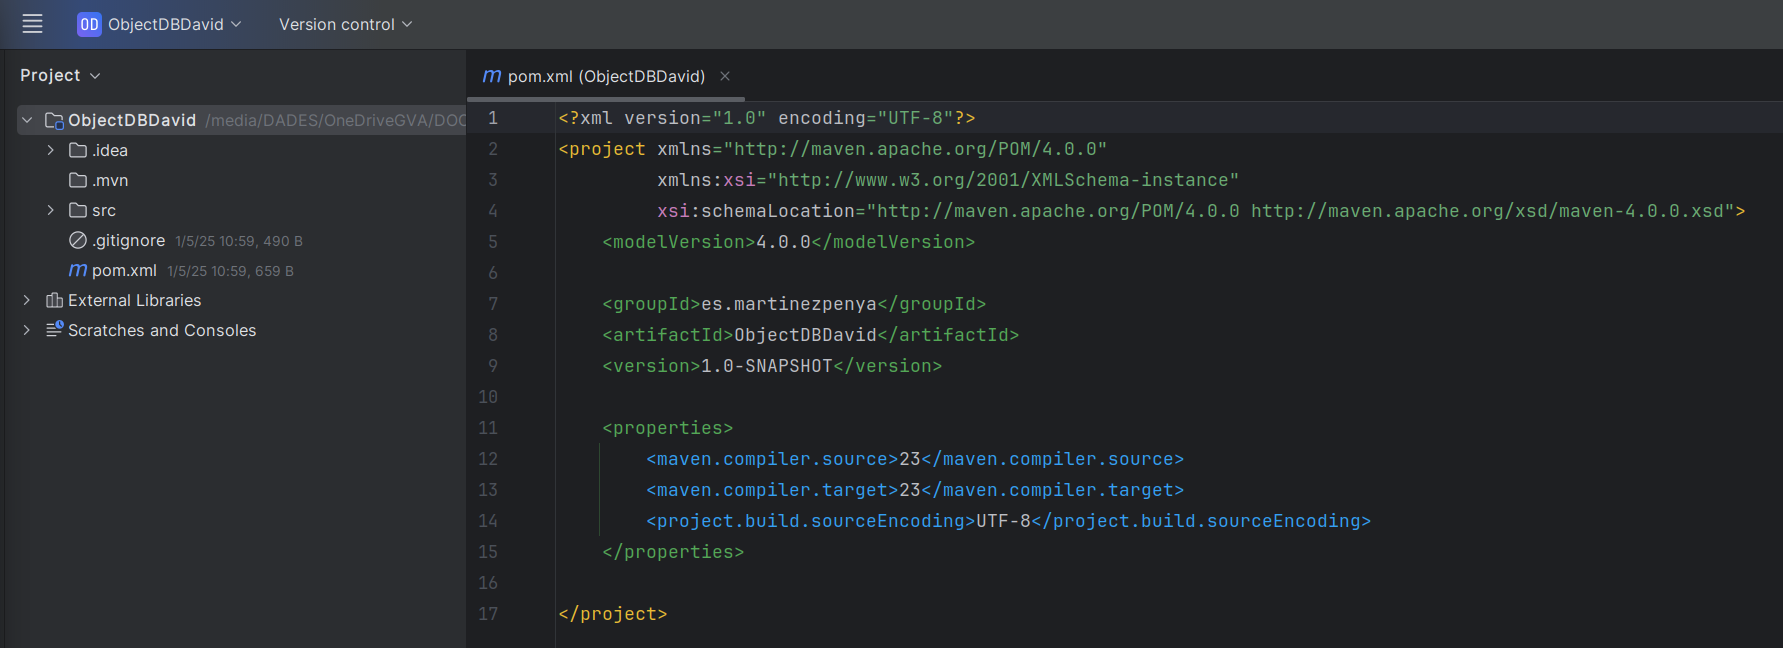 OD ObjectDBDavid Version control
Project
ObjectDBDavid /media/DADES/OneDriveGVA/DOC
.idea
.mvn
src
.gitignore 1/5/25 10:59, 490 B
m pom.xml 1/5/25 10:59, 659 B
External Libraries
Scratches and Consoles
m pom.xml (ObjectDBDavid) ×
1 <?xml version="1.0" encoding="UTF-8"?>
2 <project xmlns="http://maven.apache.org/POM/4.0.0"
3 xmlns:xsi="http://www.w3.org/2001/XMLSchema-instance"
4 xsi:schemaLocation="http://maven.apache.org/POM/4.0.0 http://maven.apache.org/xsd/maven-4.0.0.xsd">
5 <modelVersion>4.0.0</modelVersion>
6
7 <groupId>es.martinezpenya</groupId>
8 <artifactId>ObjectDBDavid</artifactId>
9 <version>1.0-SNAPSHOT</version>
10
11 <properties>
12 <maven.compiler.source>23</maven.compiler.source>
13 <maven.compiler.target>23</maven.compiler.target>
14 <project.build.sourceEncoding>UTF-8</project.build.sourceEncoding>
15 </properties>
16
17 </project>